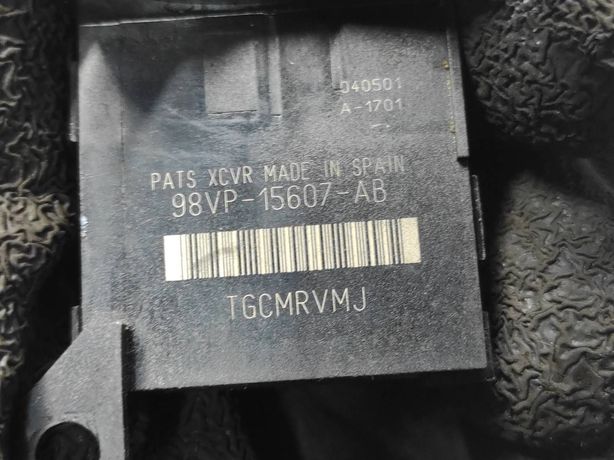 040501
A-1701
PATS XCVR MADE IN SPAIN
98VP-15607-AB
TGCMRVMJ